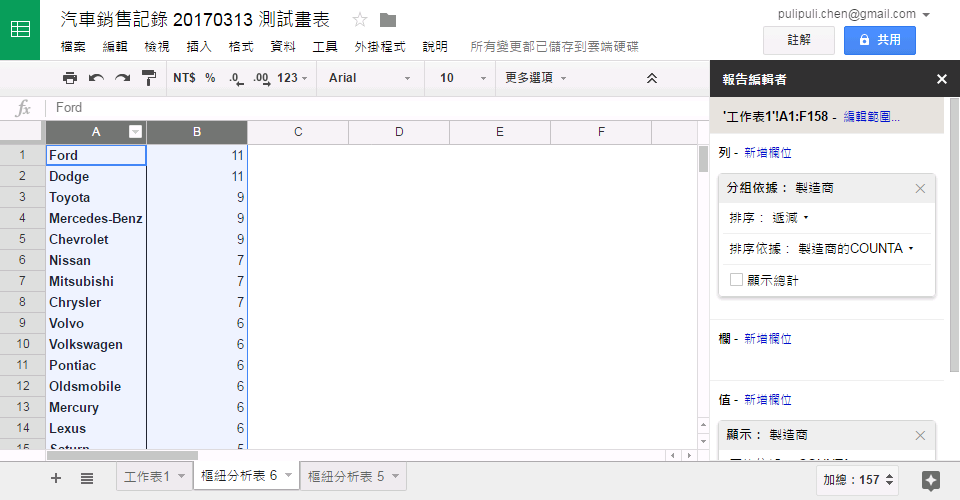 汽車銷售記錄 20170313 測試畫表
pulipuli.chen@gmail.com
檔案 編輯 檢視 插入 格式 資料 工具 外掛程式 說明 所有變更都已儲存到雲端硬碟
註解 共用
NT$ % .0 .00 123 Arial 10 更多選項
報告編輯者
fx Ford
'工作表1'!A1:F158 - 編輯範圍...
A B C D E F
1 Ford 11
2 Dodge 11
3 Toyota 9
4 Mercedes-Benz 9
5 Chevrolet 9
6 Nissan 7
7 Mitsubishi 7
8 Chrysler 7
9 Volvo 6
10 Volkswagen 6
11 Pontiac 6
12 Oldsmobile 6
13 Mercury 6
14 Lexus 6
15 Saturn 5
列 - 新增欄位
分組依據： 製造商
排序： 遞減
排序依據： 製造商的COUNTA
顯示總計
欄 - 新增欄位
值 - 新增欄位
顯示： 製造商
工作表1 樞紐分析表 6 樞紐分析表 5
加總：157